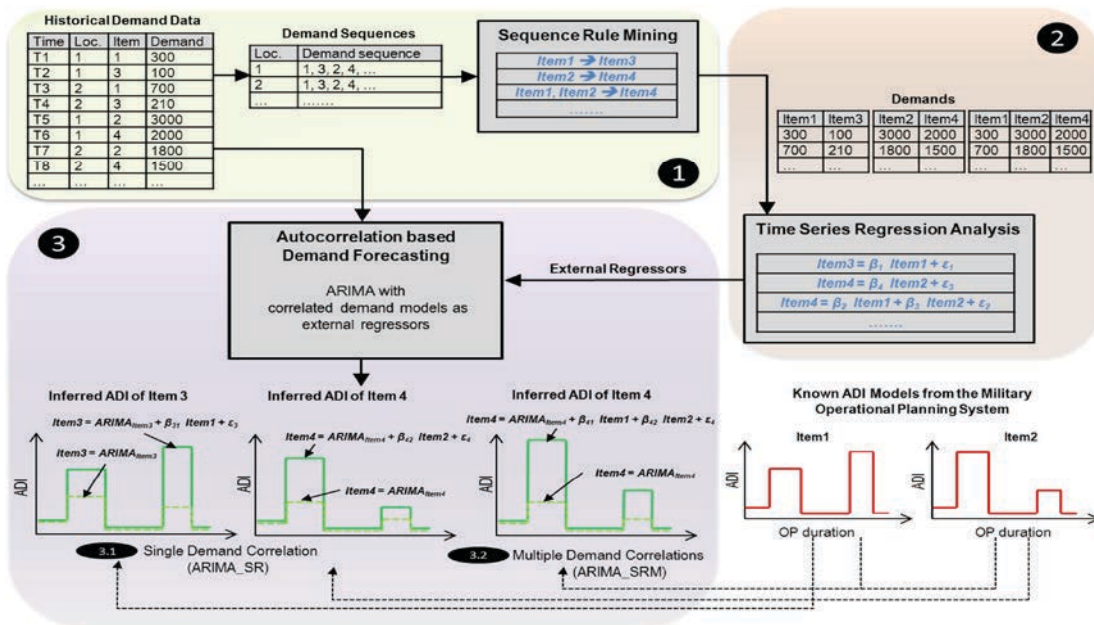 Historical Demand Data
Time Loc. Item Demand
T1 1 1 300
T2 1 3 100
T3 2 1 700
T4 2 3 210
T5 1 2 3000
T6 1 4 2000
T7 2 2 1800
T8 2 4 1500
... ... ... ...
Demand Sequences
Loc. Demand sequence
1 1, 3, 2, 4, ...
2 1, 3, 2, 4, ...
... .......
Sequence Rule Mining
Item1 → Item3
Item2 → Item4
Item1, Item2 → Item4
.......
1
2
Demands
Item1 Item3 Item2 Item4 Item1 Item2 Item4
300 100 3000 2000 300 3000 2000
700 210 1800 1500 700 1800 1500
... ... ... ... ... ... ...
Time Series Regression Analysis
Item3 = β₁ Item1 + ε₁
Item4 = β₄ Item2 + ε₃
Item4 = β₂ Item1 + β₃ Item2 + ε₂
.......
External Regressors
3
Autocorrelation based
Demand Forecasting
ARIMA with
correlated demand models as
external regressors
Inferred ADI of Item 3
Item3 = ARIMA_Item3 + β₃₁ Item1 + ε₃
Item3 = ARIMA_Item3
ADI
Inferred ADI of Item 4
Item4 = ARIMA_Item4 + β₄₂ Item2 + ε₄
Item4 = ARIMA_Item4
Inferred ADI of Item 4
Item4 = ARIMA_Item4 + β₄₁ Item1 + β₄₂ Item2 + ε₄
Item4 = ARIMA_Item4
3.1 Single Demand Correlation
(ARIMA_SR)
3.2 Multiple Demand Correlations
(ARIMA_SRM)
Known ADI Models from the Military
Operational Planning System
Item1
ADI
OP duration
Item2
ADI
OP duration